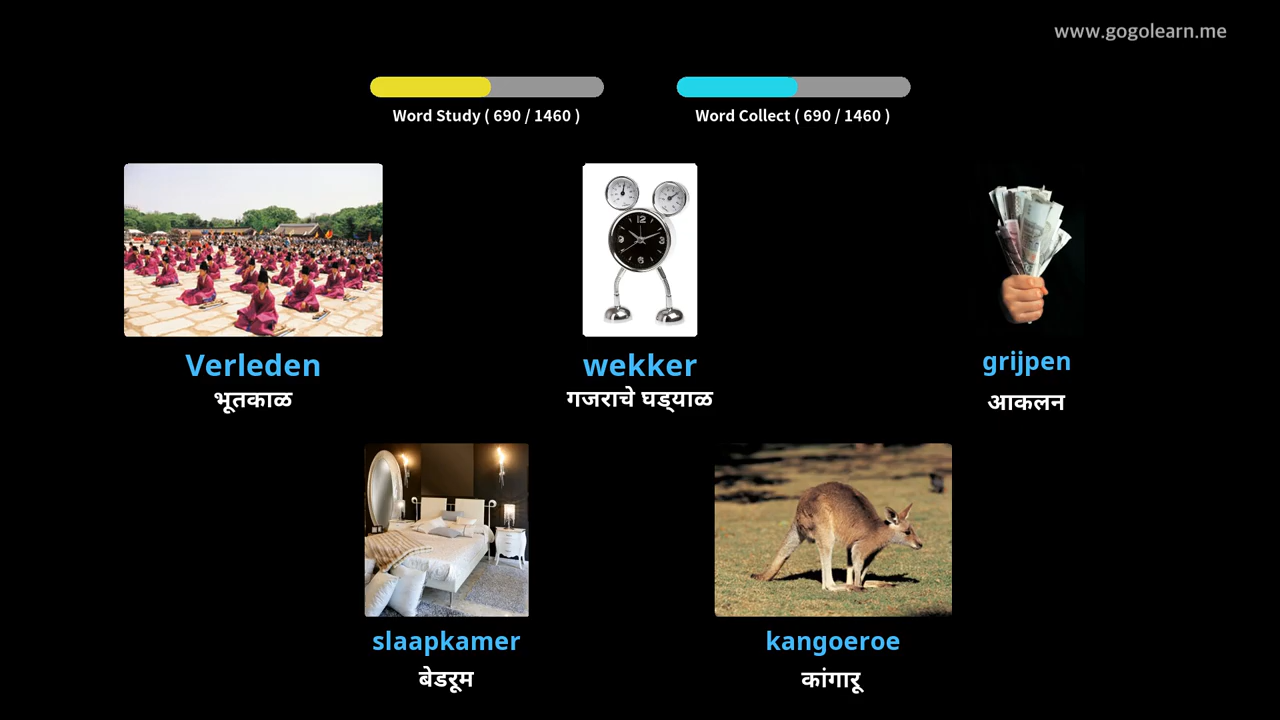 www.gogolearn.me
Word Study ( 690 / 1460 )
Word Collect ( 690 / 1460 )
Verleden
भूतकाळ
wekker
गजराचे घड्याळ
grijpen
आकलन
slaapkamer
बेडरूम
kangoeroe
कांगारू